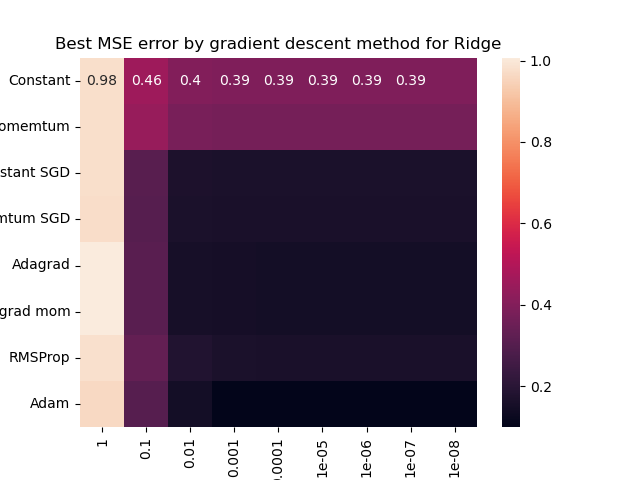 Best MSE error by gradient descent method for Ridge
Constant
omemtum
stant SGD
mtum SGD
Adagrad
grad mom
RMSProp
Adam
0.98 0.46 0.4 0.39 0.39 0.39 0.39 0.39
1 0.1 0.01 0.001 0.0001 1e-05 1e-06 1e-07 1e-08
1.0
0.8
0.6
0.4
0.2